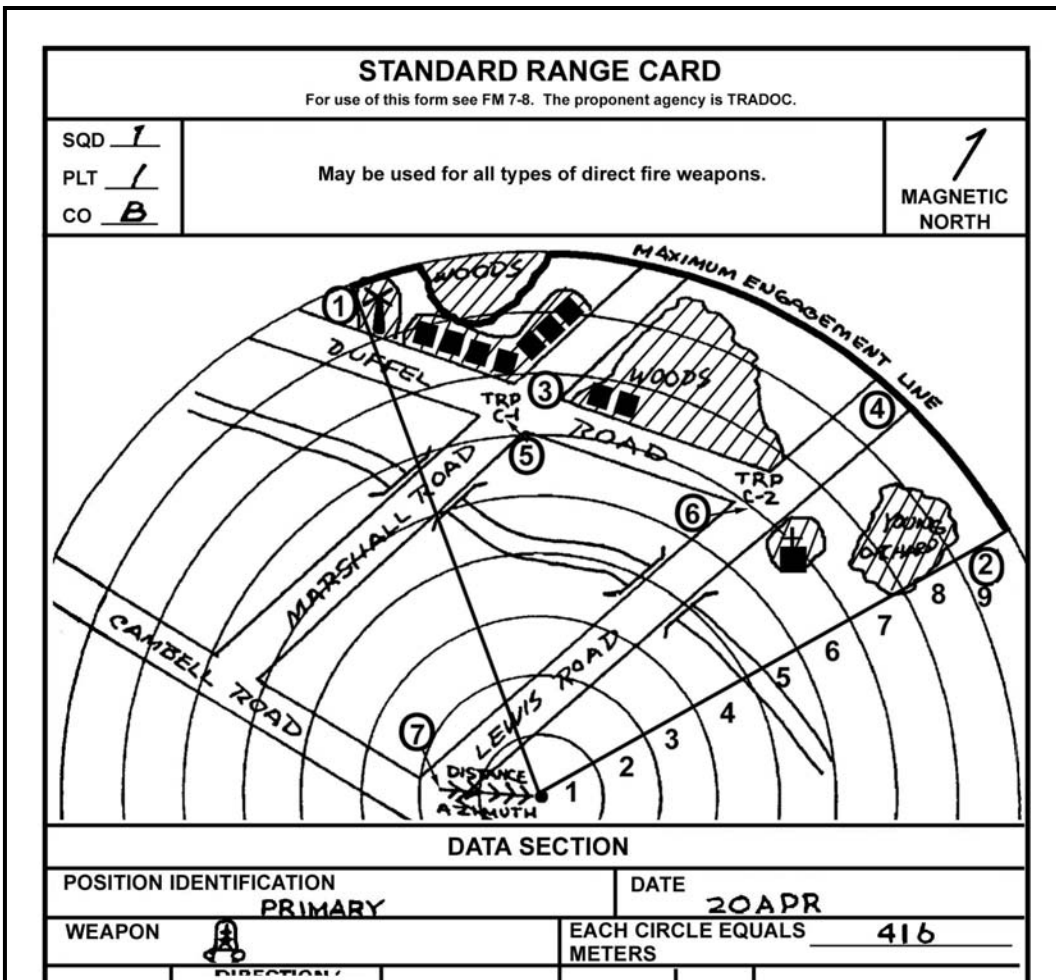 STANDARD RANGE CARD
For use of this form see FM 7-8. The proponent agency is TRADOC.
SQD 1
PLT 1
CO B
May be used for all types of direct fire weapons.
MAGNETIC
NORTH
MAXIMUM ENGAGEMENT LINE
WOODS
1
DUFFEL
ROAD
WOODS
3
4
TRP
C-1
5
MARSHALL ROAD
TRP
C-2
6
YOUNG
ORCHARD
2
9
8
7
6
5
4
3
2
1
CAMBELL ROAD
LEWIS ROAD
7
DISTANCE
AZIMUTH
DATA SECTION
POSITION IDENTIFICATION
PRIMARY
DATE
20 APR
WEAPON
EACH CIRCLE EQUALS 416
METERS
DIRECTION/